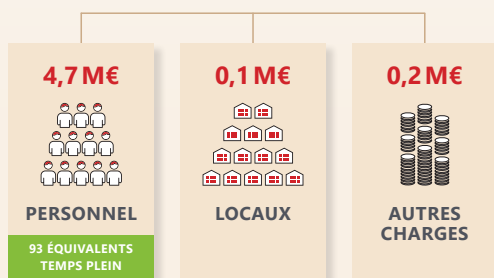 4,7 M€
PERSONNEL
93 ÉQUIVALENTS
TEMPS PLEIN
0,1 M€
LOCAUX
0,2 M€
AUTRES
CHARGES